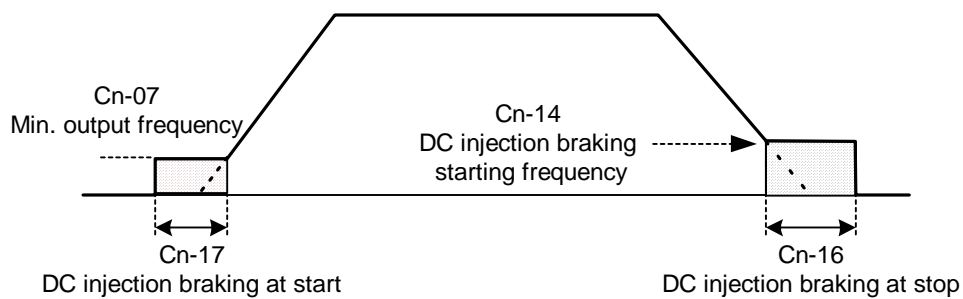 Cn-07
Min. output frequency
Cn-14
DC injection braking
starting frequency
Cn-17
DC injection braking at start
Cn-16
DC injection braking at stop